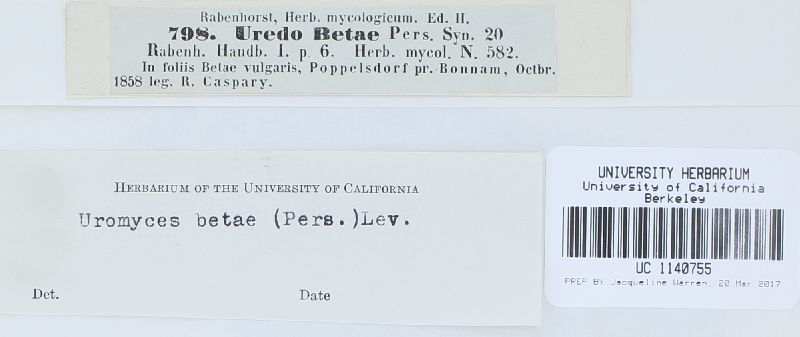 Rabenhorst, Herb. mycologicum. Ed. II.
798. Uredo Betae Pers. Syn. 20
Rabenh. Handb. I. p. 6. Herb. mycol. N. 582.
In foliis Betae vulgaris, Poppelsdorf pr. Bonnam, Octbr.
1858 leg. R. Caspary.
HERBARIUM OF THE UNIVERSITY OF CALIFORNIA
Uromyces betae (Pers.)Lev.
Det.
Date
UNIVERSITY HERBARIUM
University of California
Berkeley
UC 1140755
PREP BY Jacqueline Warren, 20 Mar 2017